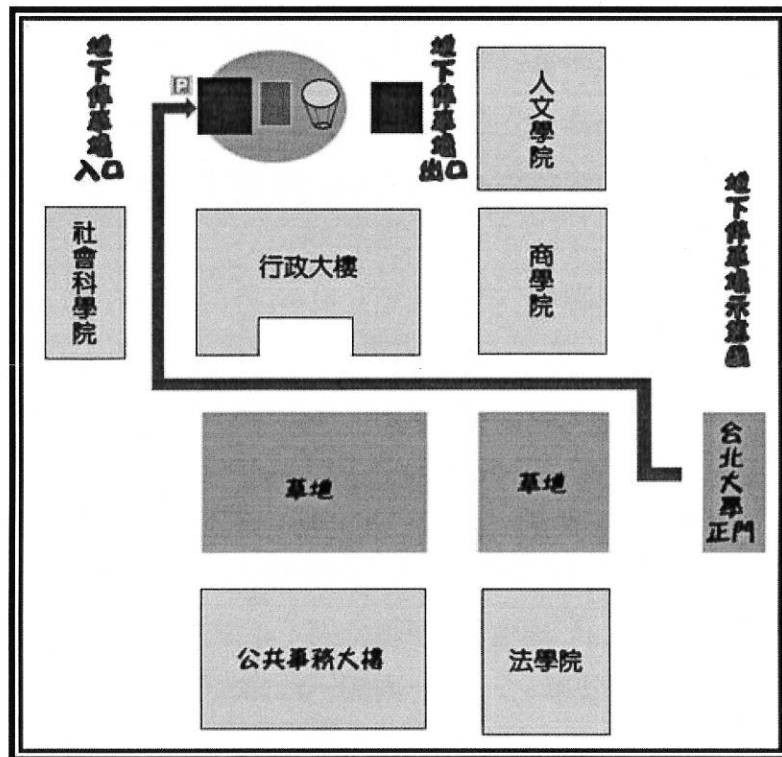 地下停車場
入口
P
地下停車場
出口
人文學院
地下停車場示意圖
社會科學院
行政大樓
商學院
台北大學
正門
草地
草地
公共事務大樓
法學院